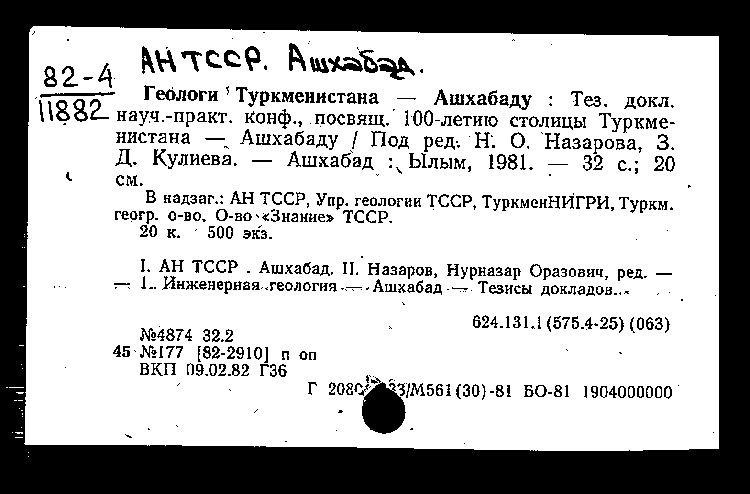 АН ТССР. Ашхабад.
82-4
11882
Геологи Туркменистана — Ашхабаду : Тез. докл.
науч.-практ. конф., посвящ. 100-летию столицы Туркме-
нистана — Ашхабаду / Под ред. Н. О. Назарова, З.
Д. Кулиева. — Ашхабад : Ылым, 1981. — 32 с.; 20
см.
В надзаг.: АН ТССР, Упр. геологии ТССР, ТуркменНИГРИ, Туркм.
геогр. о-во. О-во «Знание» ТССР.
20 к. 500 экз.
I. АН ТССР . Ашхабад. II. Назаров, Нурназар Оразович, ред. —
— 1. Инженерная геология — Ашхабад — Тезисы докладов.
624.131.1 (575.4-25) (063)
№4874 32.2
45 №177 [82-2910] п оп
ВКП 09.02.82 Г36
Г /М561 (30)-81 БО-81 1904000000